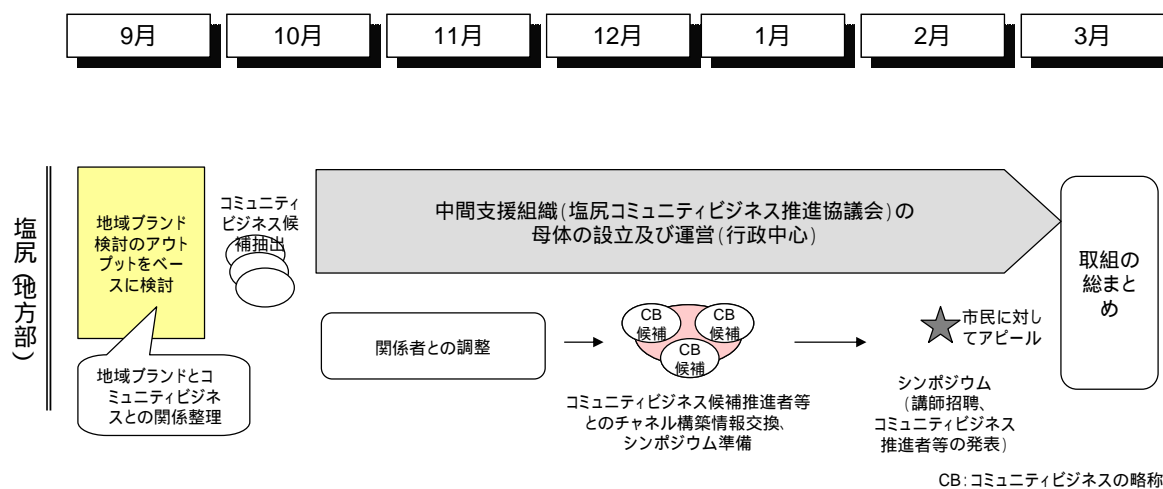 9月
10月
11月
12月
1月
2月
3月
塩尻(地方部)
地域ブランド
検討のアウト
プットをベー
スに検討
コミュニティ
ビジネス候
補抽出
中間支援組織(塩尻コミュニティビジネス推進協議会)の
母体の設立及び運営(行政中心)
取組の
総まと
め
地域ブランドとコ
ミュニティビジネ
スとの関係整理
関係者との調整
CB
候補
CB
候補
CB
候補
コミュニティビジネス候補推進者等
とのチャネル構築情報交換、
シンポジウム準備
市民に対し
てアピール
シンポジウム
(講師招聘、
コミュニティビジネス
推進者等の発表)
CB:コミュニティビジネスの略称